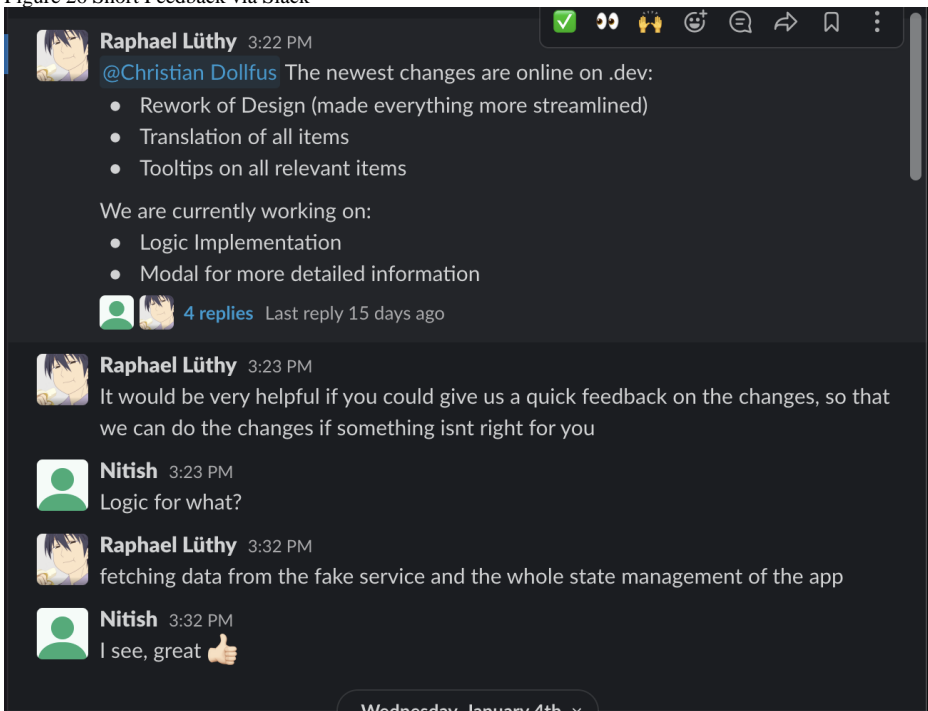 Figure 26 Short Feedback via Slack
Raphael Lüthy 3:22 PM
@Christian Dollfus The newest changes are online on .dev:
• Rework of Design (made everything more streamlined)
• Translation of all items
• Tooltips on all relevant items
We are currently working on:
• Logic Implementation
• Modal for more detailed information
4 replies Last reply 15 days ago
Raphael Lüthy 3:23 PM
It would be very helpful if you could give us a quick feedback on the changes, so that
we can do the changes if something isnt right for you
Nitish 3:23 PM
Logic for what?
Raphael Lüthy 3:32 PM
fetching data from the fake service and the whole state management of the app
Nitish 3:32 PM
I see, great 👍🏻
Wednesday, January 4th